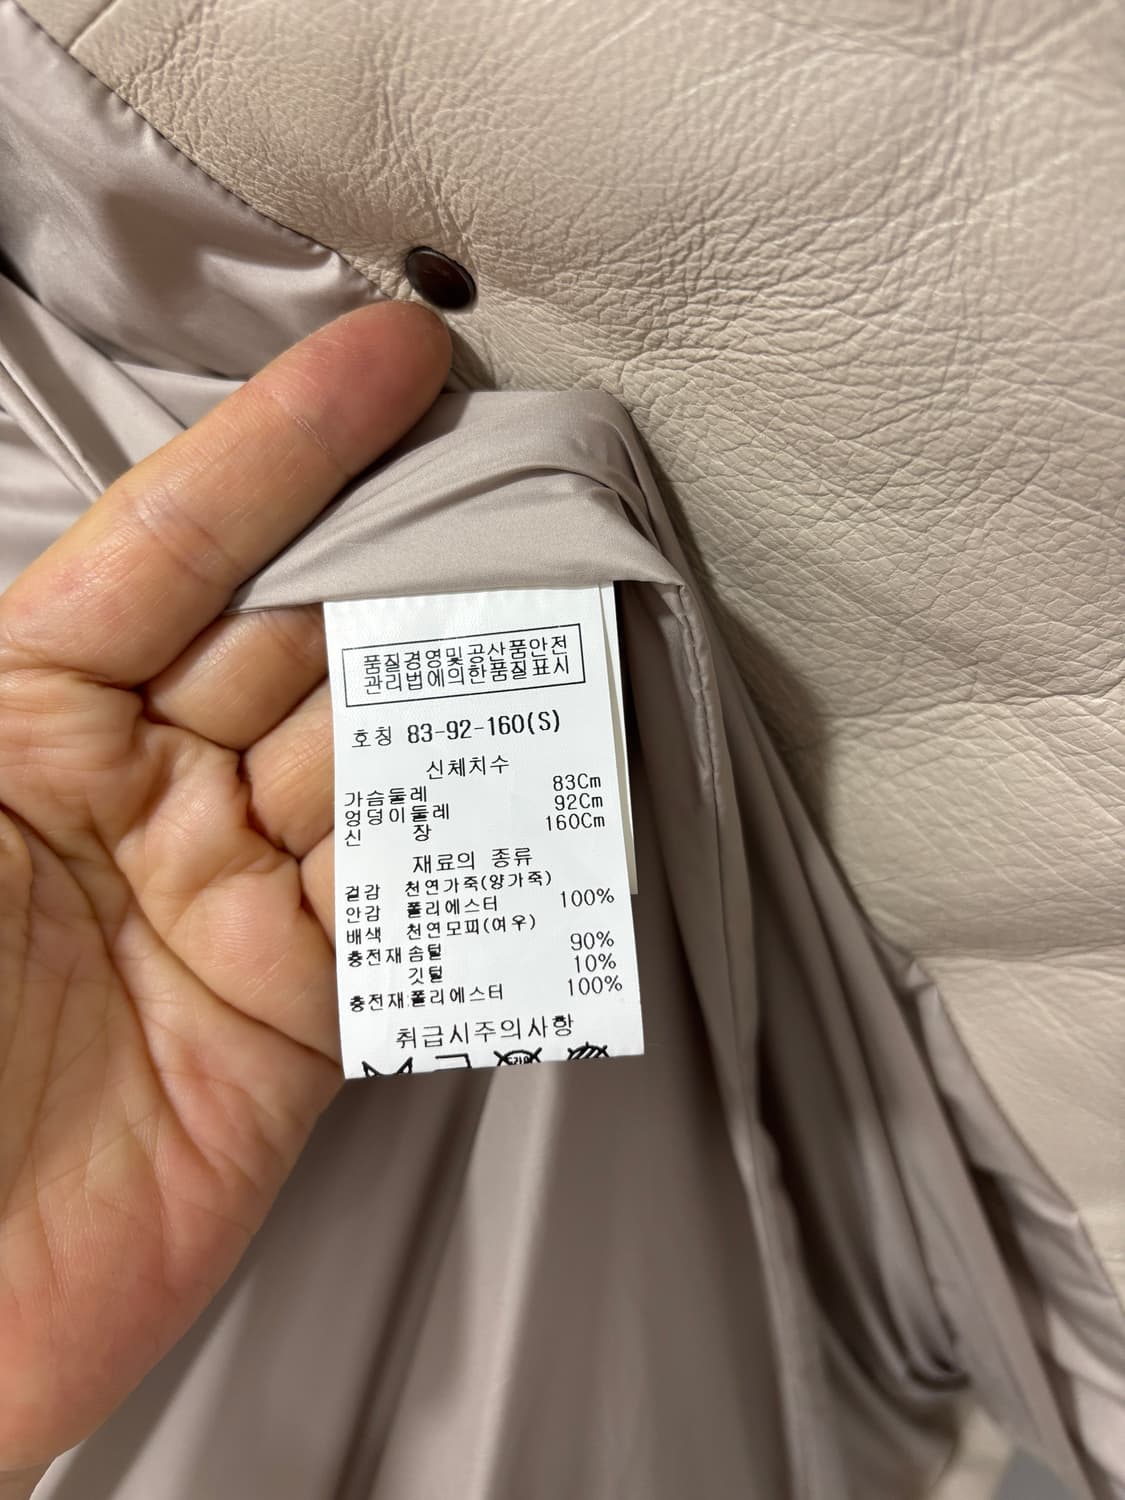 품질경영및공산품안전
관리법에의한품질표시
호칭 83-92-160(S)
신체치수
가슴둘레 83Cm
엉덩이둘레 92Cm
신 장 160Cm
재료의 종류
겉감 천연가죽(양가죽)
안감 폴리에스터 100%
배색 천연모피(여우)
충전재 솜털 90%
깃털 10%
충전재 폴리에스터 100%
취급시주의사항